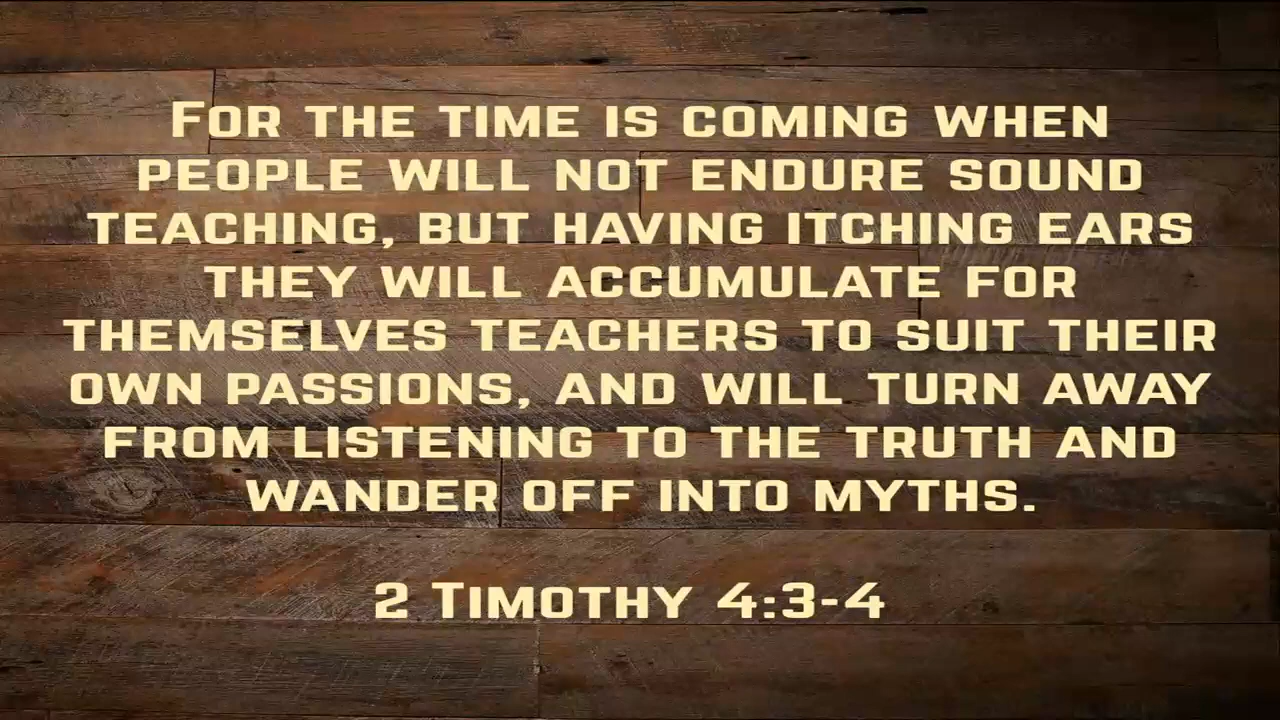 For the time is coming when
people will not endure sound
teaching, but having itching ears
they will accumulate for
themselves teachers to suit their
own passions, and will turn away
from listening to the truth and
wander off into myths.
2 Timothy 4:3-4